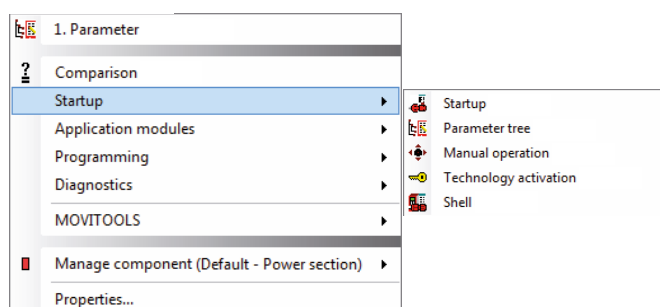 1. Parameter
Comparison
Startup
Application modules
Programming
Diagnostics
MOVITOOLS
Manage component (Default - Power section)
Properties...
Startup
Parameter tree
Manual operation
Technology activation
Shell